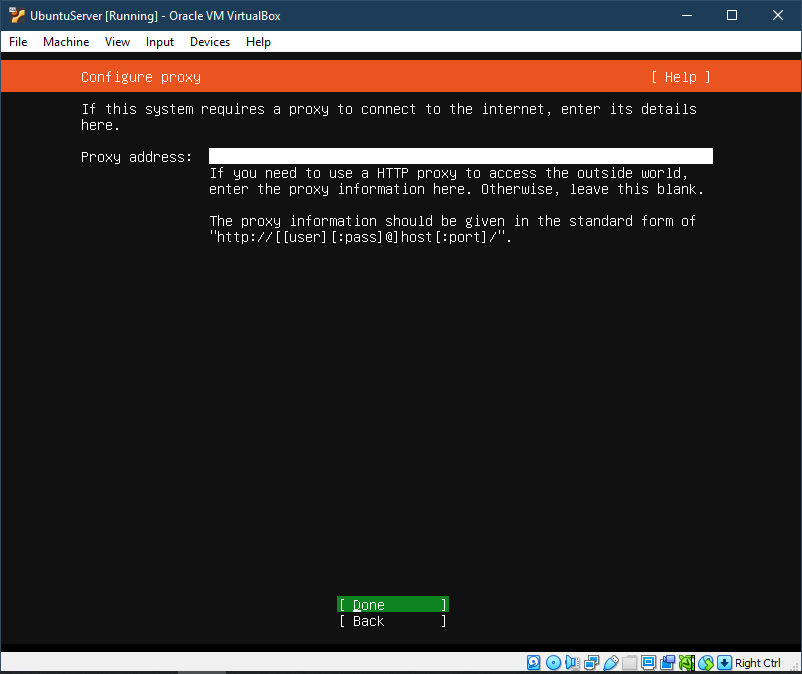 UbuntuServer [Running] - Oracle VM VirtualBox
File Machine View Input Devices Help
Configure proxy [ Help ]
If this system requires a proxy to connect to the internet, enter its details
here.
Proxy address:
If you need to use a HTTP proxy to access the outside world,
enter the proxy information here. Otherwise, leave this blank.
The proxy information should be given in the standard form of
"http://[[user][:pass]@]host[:port]/".
[ Done ]
[ Back ]
Right Ctrl